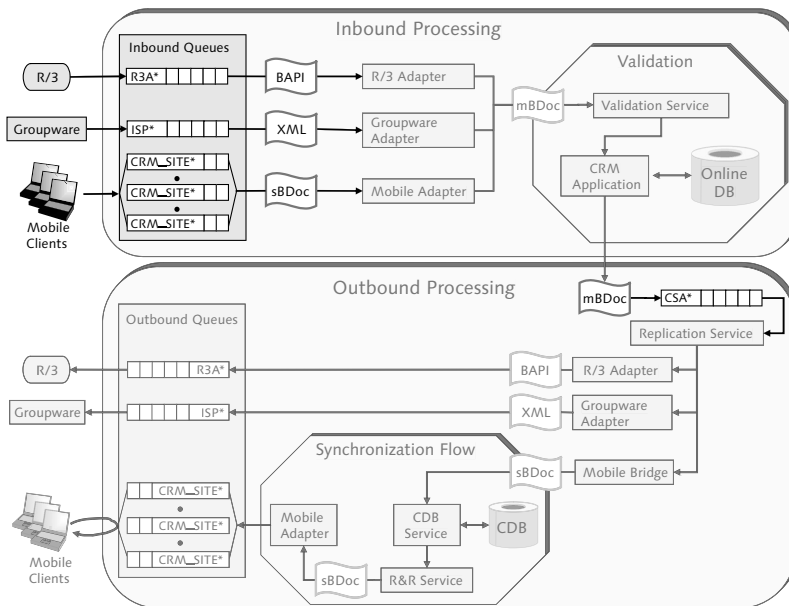 Inbound Processing
Inbound Queues
Validation
R/3
R3A*
BAPI
R/3 Adapter
mBDoc
Validation Service
Groupware
ISP*
XML
Groupware
Adapter
CRM_SITE*
CRM_SITE*
CRM_SITE*
sBDoc
Mobile Adapter
CRM
Application
Online
DB
Mobile
Clients
Outbound Processing
mBDoc
CSA*
Outbound Queues
Replication Service
R/3
R3A*
BAPI
R/3 Adapter
Groupware
ISP*
XML
Groupware
Adapter
Synchronization Flow
sBDoc
Mobile Bridge
CRM_SITE*
CRM_SITE*
CRM_SITE*
Mobile
Adapter
CDB
Service
CDB
Mobile
Clients
sBDoc
R&R Service